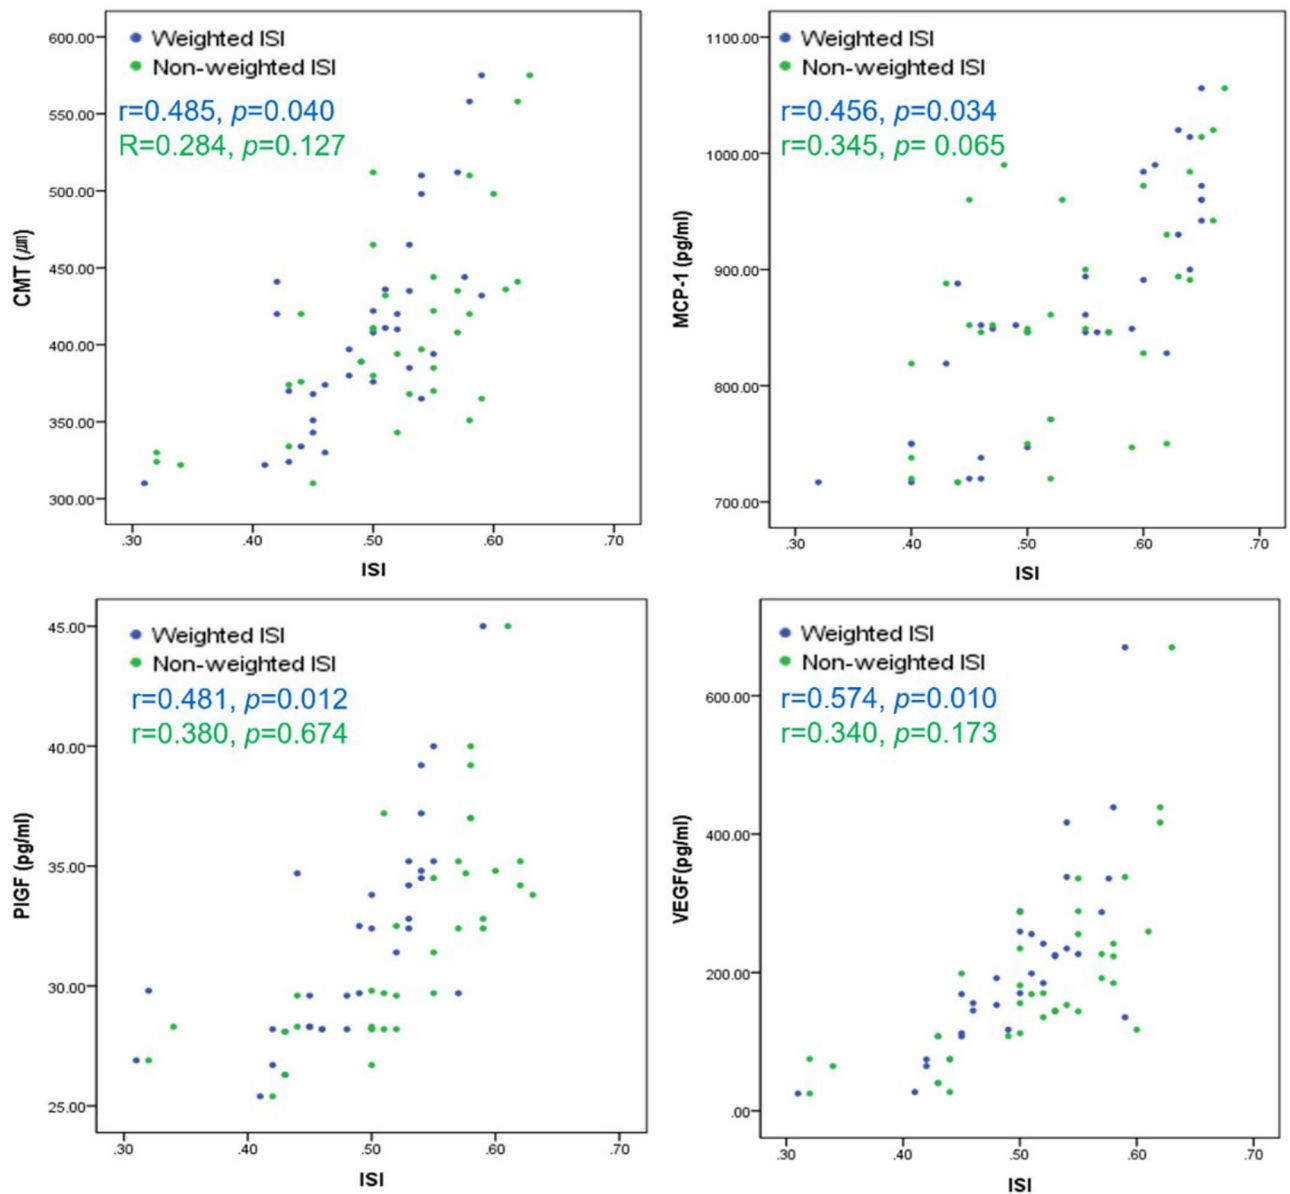 600.00
550.00
500.00
450.00
400.00
350.00
300.00
CMT (㎛)
Weighted ISI
Non-weighted ISI
r=0.485, p=0.040
R=0.284, p=0.127
.30 .40 .50 .60 .70
ISI
1100.00
1000.00
900.00
800.00
700.00
MCP-1 (pg/ml)
Weighted ISI
Non-weighted ISI
r=0.456, p=0.034
r=0.345, p= 0.065
.30 .40 .50 .60 .70
ISI
45.00
40.00
35.00
30.00
25.00
PIGF (pg/ml)
Weighted ISI
Non-weighted ISI
r=0.481, p=0.012
r=0.380, p=0.674
.30 .40 .50 .60 .70
ISI
600.00
400.00
200.00
.00
VEGF(pg/ml)
Weighted ISI
Non-weighted ISI
r=0.574, p=0.010
r=0.340, p=0.173
.30 .40 .50 .60 .70
ISI